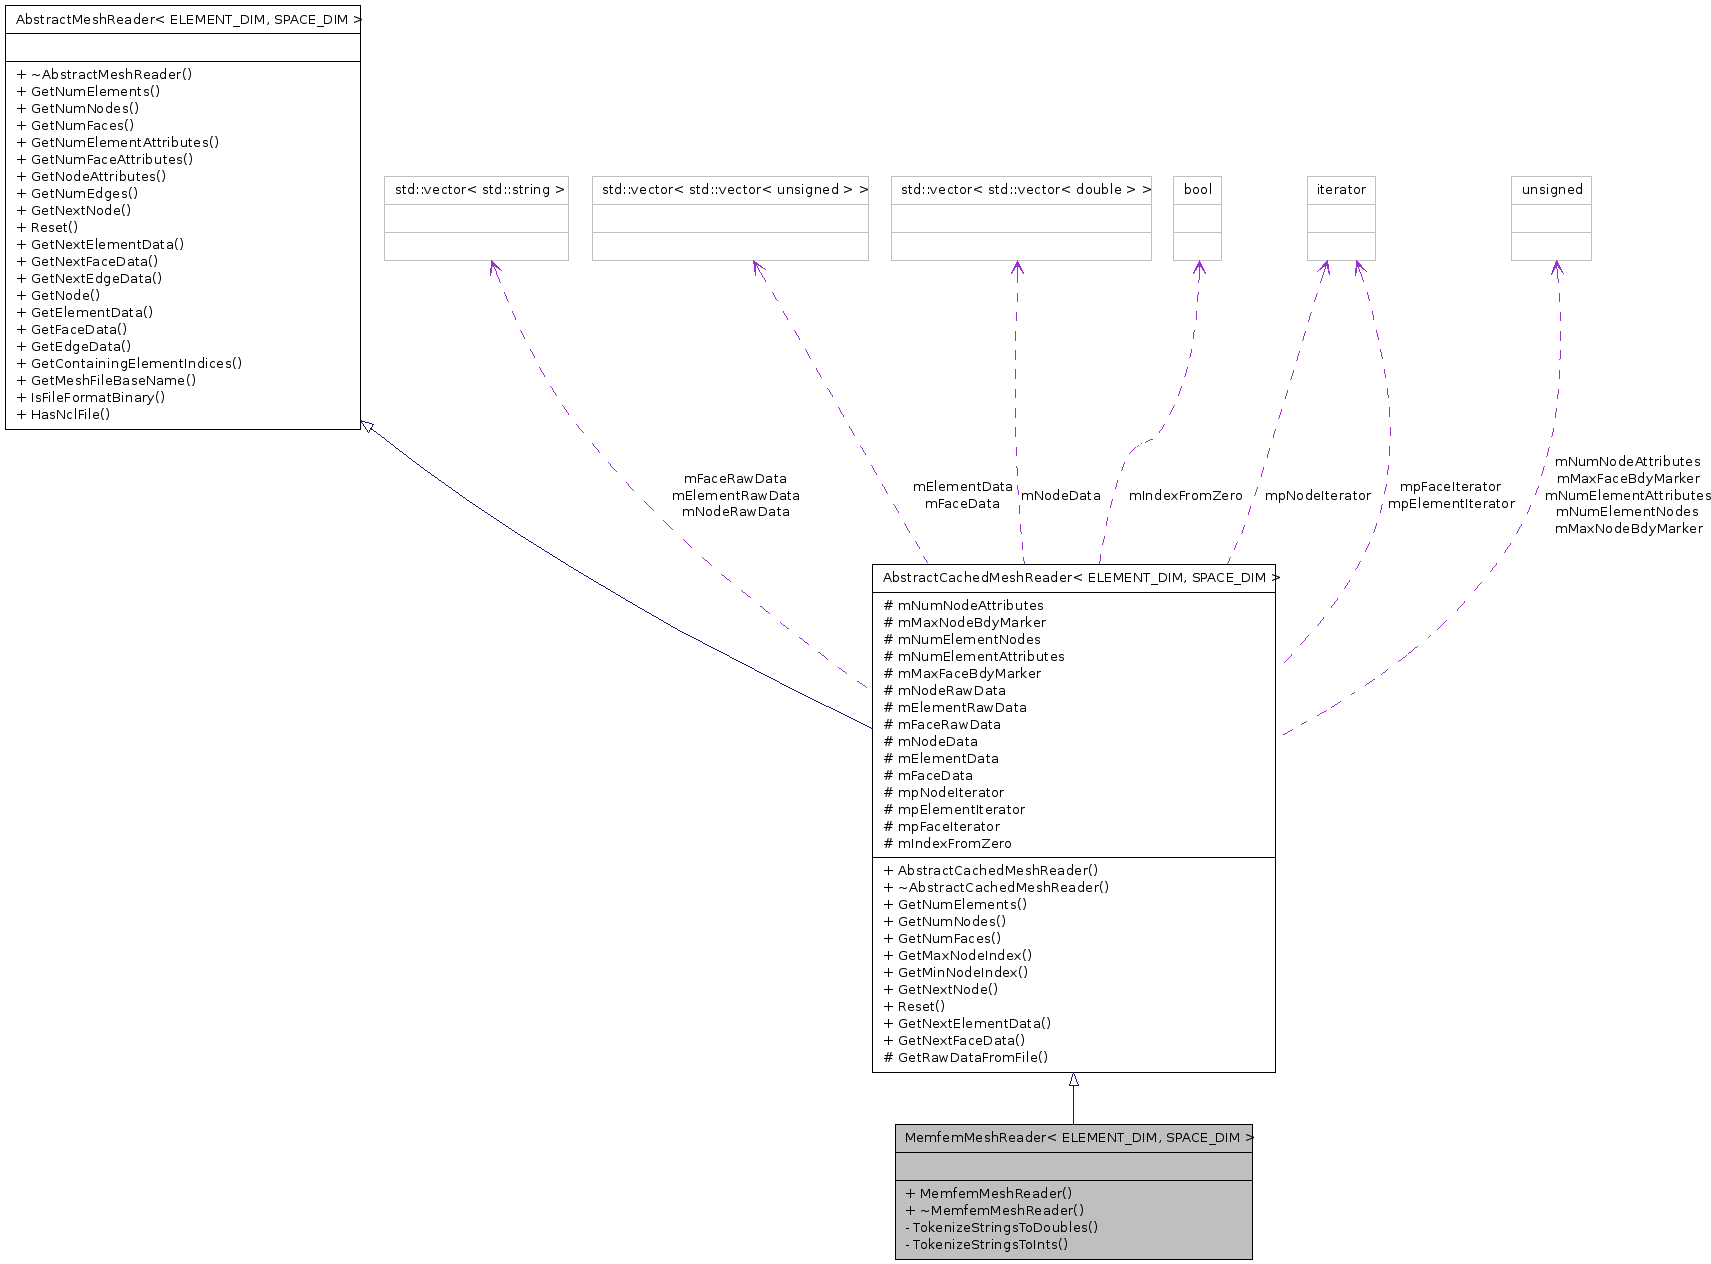 AbstractMeshReader< ELEMENT_DIM, SPACE_DIM >
+ ~AbstractMeshReader()
+ GetNumElements()
+ GetNumNodes()
+ GetNumFaces()
+ GetNumElementAttributes()
+ GetNumFaceAttributes()
+ GetNodeAttributes()
+ GetNumEdges()
+ GetNextNode()
+ Reset()
+ GetNextElementData()
+ GetNextFaceData()
+ GetNextEdgeData()
+ GetNode()
+ GetElementData()
+ GetFaceData()
+ GetEdgeData()
+ GetContainingElementIndices()
+ GetMeshFileBaseName()
+ IsFileFormatBinary()
+ HasNclFile()
std::vector< std::string >
std::vector< std::vector< unsigned > >
std::vector< std::vector< double > >
bool
iterator
unsigned
mFaceRawData
mElementRawData
mNodeRawData
mElementData
mFaceData
mNodeData
mIndexFromZero
mpNodeIterator
mpFaceIterator
mpElementIterator
mNumNodeAttributes
mMaxFaceBdyMarker
mNumElementAttributes
mNumElementNodes
mMaxNodeBdyMarker
AbstractCachedMeshReader< ELEMENT_DIM, SPACE_DIM >
# mNumNodeAttributes
# mMaxNodeBdyMarker
# mNumElementNodes
# mNumElementAttributes
# mMaxFaceBdyMarker
# mNodeRawData
# mElementRawData
# mFaceRawData
# mNodeData
# mElementData
# mFaceData
# mpNodeIterator
# mpElementIterator
# mpFaceIterator
# mIndexFromZero
+ AbstractCachedMeshReader()
+ ~AbstractCachedMeshReader()
+ GetNumElements()
+ GetNumNodes()
+ GetNumFaces()
+ GetMaxNodeIndex()
+ GetMinNodeIndex()
+ GetNextNode()
+ Reset()
+ GetNextElementData()
+ GetNextFaceData()
# GetRawDataFromFile()
MemfemMeshReader< ELEMENT_DIM, SPACE_DIM >
+ MemfemMeshReader()
+ ~MemfemMeshReader()
- TokenizeStringsToDoubles()
- TokenizeStringsToInts()